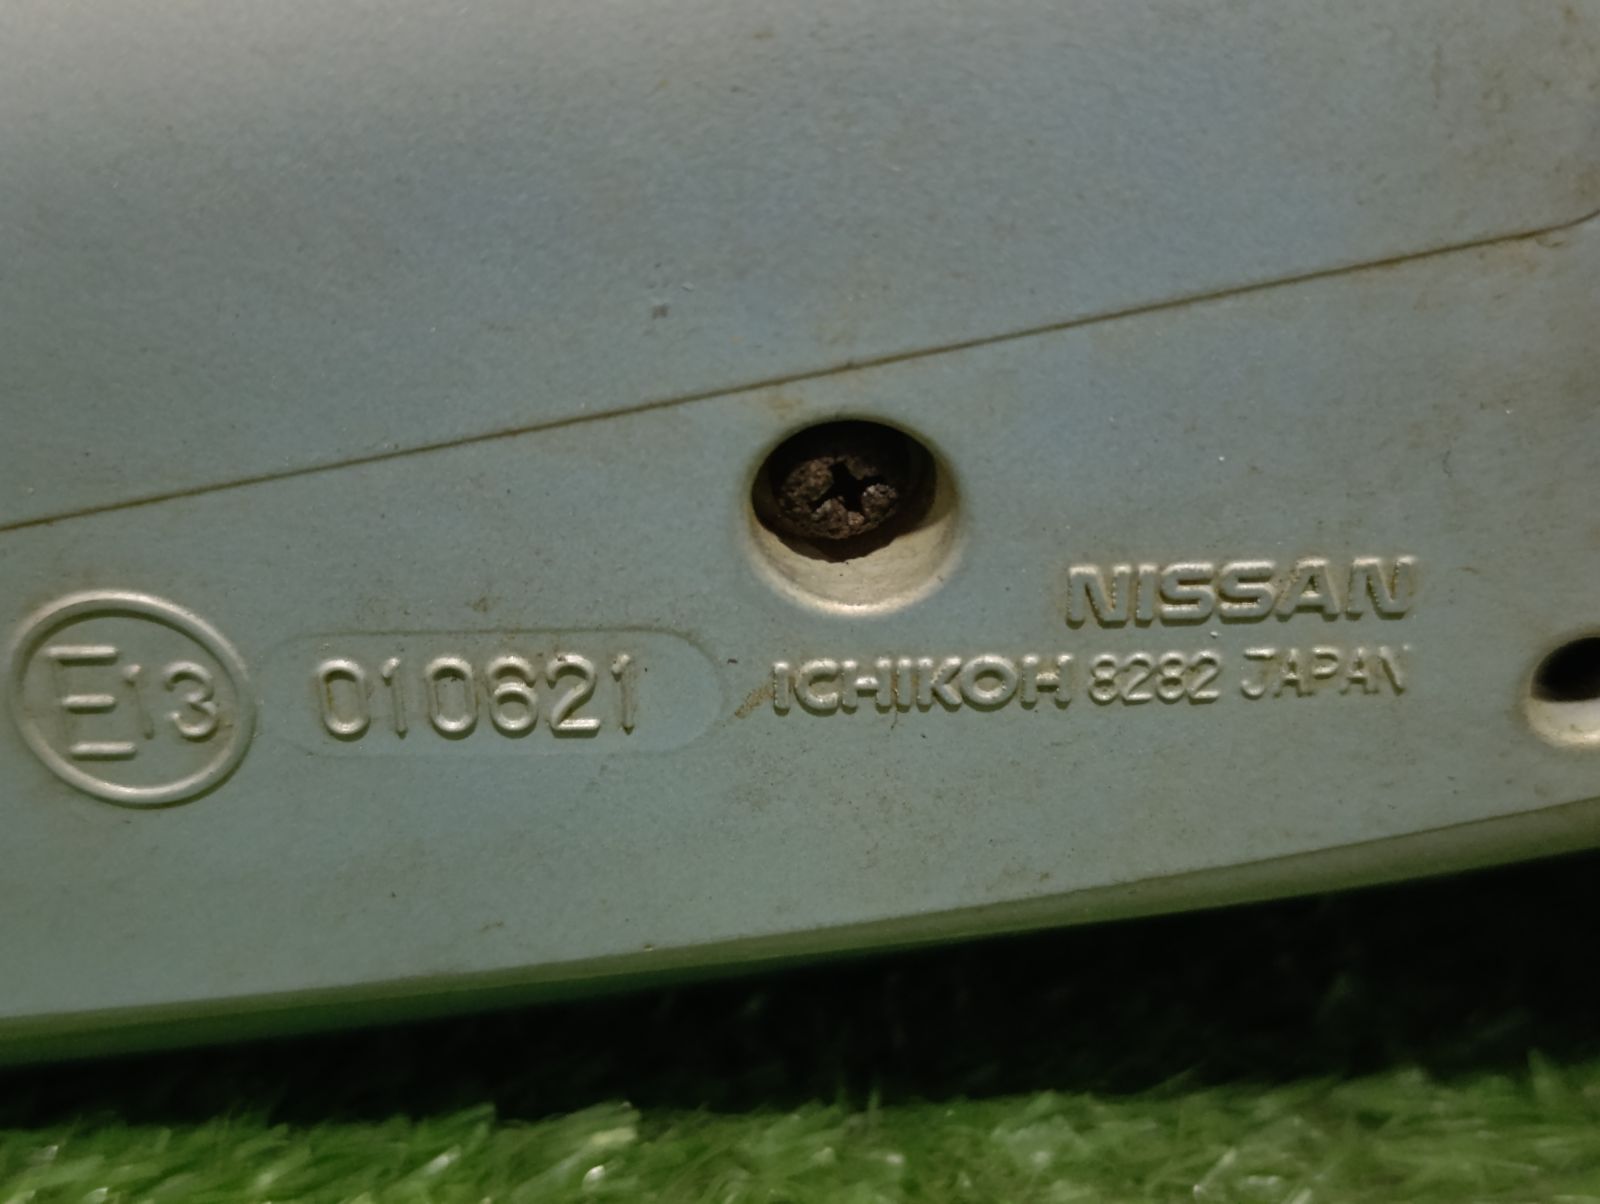 NISSAN
E13 010621 ICHIKOH 8282 JAPAN